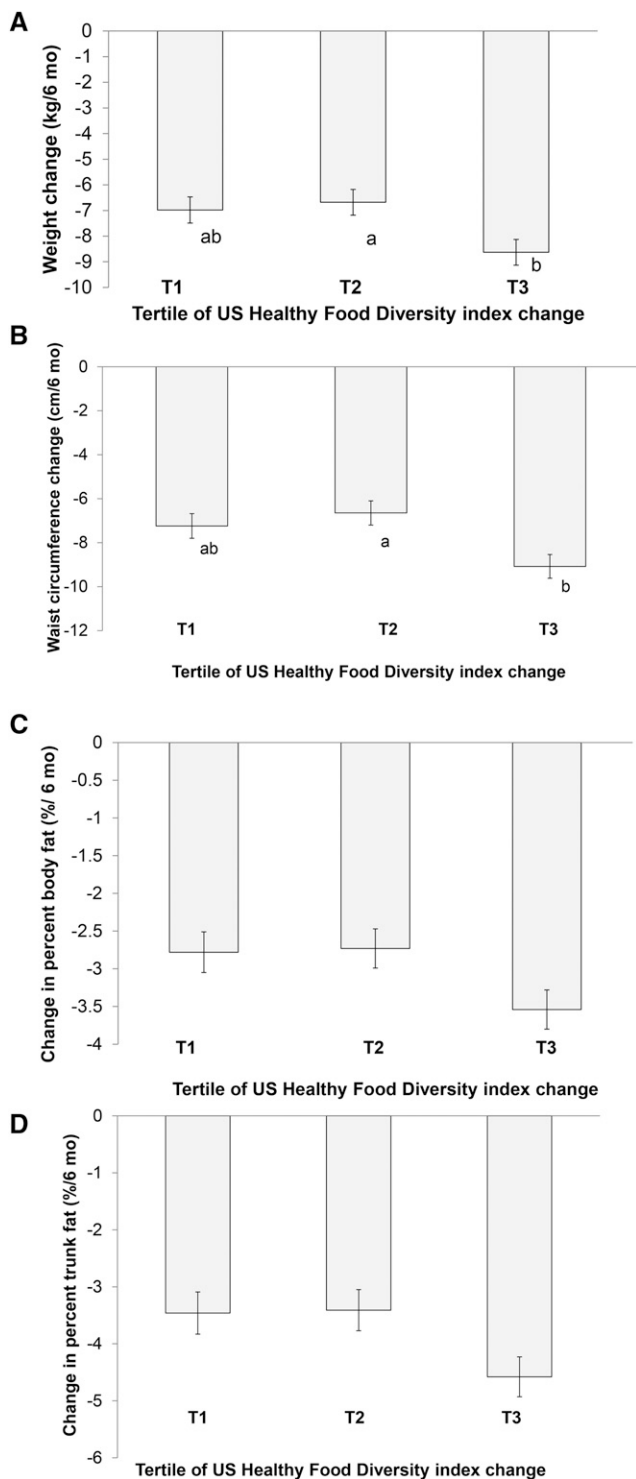 A
Weight change (kg/6 mo)
0
-1
-2
-3
-4
-5
-6
-7
-8
-9
-10
ab
a
b
T1 T2 T3
Tertile of US Healthy Food Diversity index change
B
Waist circumference change (cm/6 mo)
0
-2
-4
-6
-8
-10
-12
ab
a
b
T1 T2 T3
Tertile of US Healthy Food Diversity index change
C
Change in percent body fat (%/ 6 mo)
0
-0.5
-1
-1.5
-2
-2.5
-3
-3.5
-4
T1 T2 T3
Tertile of US Healthy Food Diversity index change
D
Change in percent trunk fat (%/6 mo)
0
-1
-2
-3
-4
-5
-6
T1 T2 T3
Tertile of US Healthy Food Diversity index change